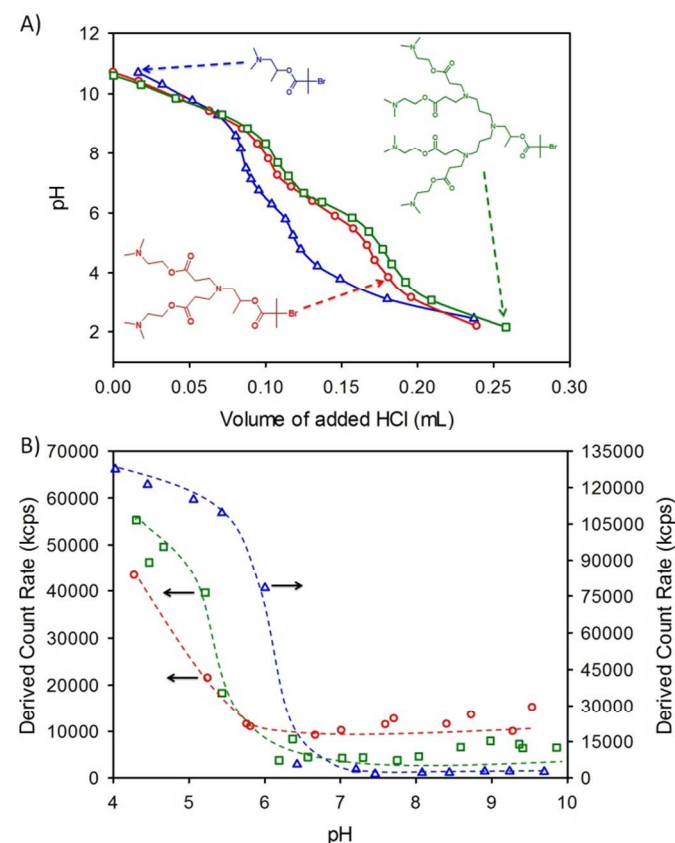 A)
12
10
8
6
4
2
pH
0.00 0.05 0.10 0.15 0.20 0.25 0.30
Volume of added HCl (mL)
N
O
O
Br
N
O
O
N
O
O
N
O
O
N
O
O
N
N
N
O
O
Br
N
O
O
N
O
O
N
O
O
Br
B)
70000
60000
50000
40000
30000
20000
10000
0
Derived Count Rate (kcps)
135000
120000
105000
90000
75000
60000
45000
30000
15000
0
Derived Count Rate (kcps)
4 5 6 7 8 9 10
pH